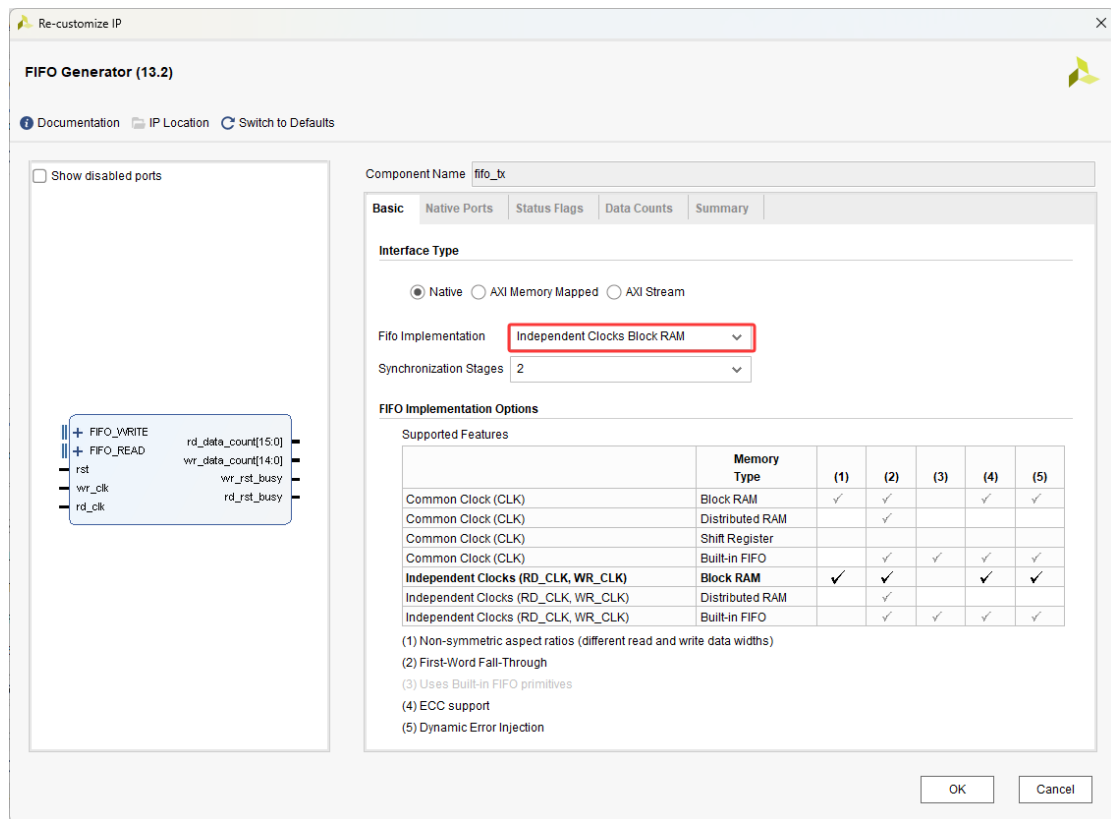 Re-customize IP
FIFO Generator (13.2)
Documentation IP Location Switch to Defaults
Show disabled ports
FIFO_WRITE
FIFO_READ
rst
wr_clk
rd_clk
rd_data_count[15:0]
wr_data_count[14:0]
wr_rst_busy
rd_rst_busy
Component Name fifo_tx
Basic Native Ports Status Flags Data Counts Summary
Interface Type
Native AXI Memory Mapped AXI Stream
Fifo Implementation Independent Clocks Block RAM
Synchronization Stages 2
FIFO Implementation Options
Supported Features
Memory Type (1) (2) (3) (4) (5)
Common Clock (CLK) Block RAM ✓ ✓ ✓ ✓
Common Clock (CLK) Distributed RAM ✓
Common Clock (CLK) Shift Register
Common Clock (CLK) Built-in FIFO ✓ ✓ ✓ ✓
Independent Clocks (RD_CLK, WR_CLK) Block RAM ✓ ✓ ✓ ✓
Independent Clocks (RD_CLK, WR_CLK) Distributed RAM ✓
Independent Clocks (RD_CLK, WR_CLK) Built-in FIFO ✓ ✓ ✓ ✓
(1) Non-symmetric aspect ratios (different read and write data widths)
(2) First-Word Fall-Through
(3) Uses Built-in FIFO primitives
(4) ECC support
(5) Dynamic Error Injection
OK Cancel